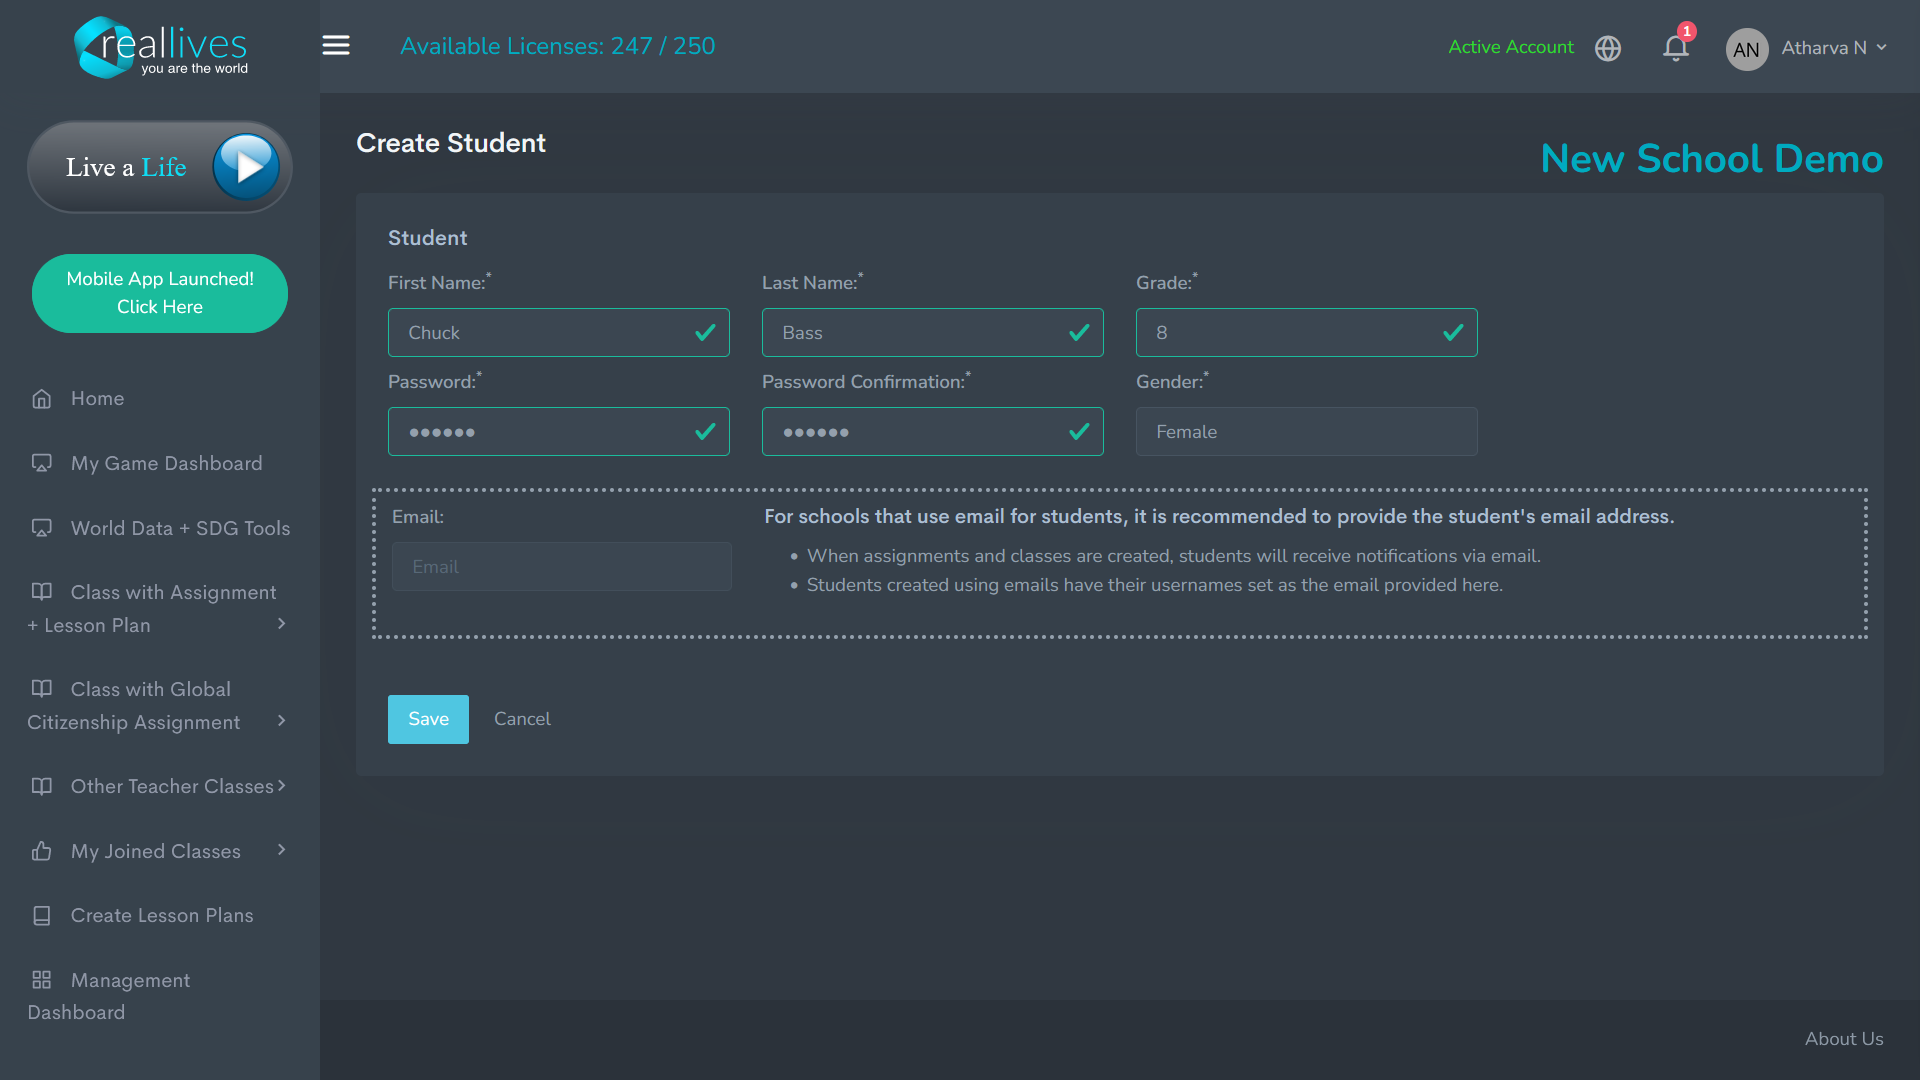 reallives
you are the world
Available Licenses: 247 / 250
Active Account
1
AN
Atharva N
Live a Life
Mobile App Launched!
Click Here
Home
My Game Dashboard
World Data + SDG Tools
Class with Assignment
+ Lesson Plan
Class with Global
Citizenship Assignment
Other Teacher Classes
My Joined Classes
Create Lesson Plans
Management
Dashboard
Create Student
New School Demo
Student
First Name:*
Last Name:*
Grade:*
Chuck
Bass
8
Password:*
Password Confirmation:*
Gender:*
••••••
••••••
Female
Email:
Email
For schools that use email for students, it is recommended to provide the student's email address.
• When assignments and classes are created, students will receive notifications via email.
• Students created using emails have their usernames set as the email provided here.
Save
Cancel
About Us